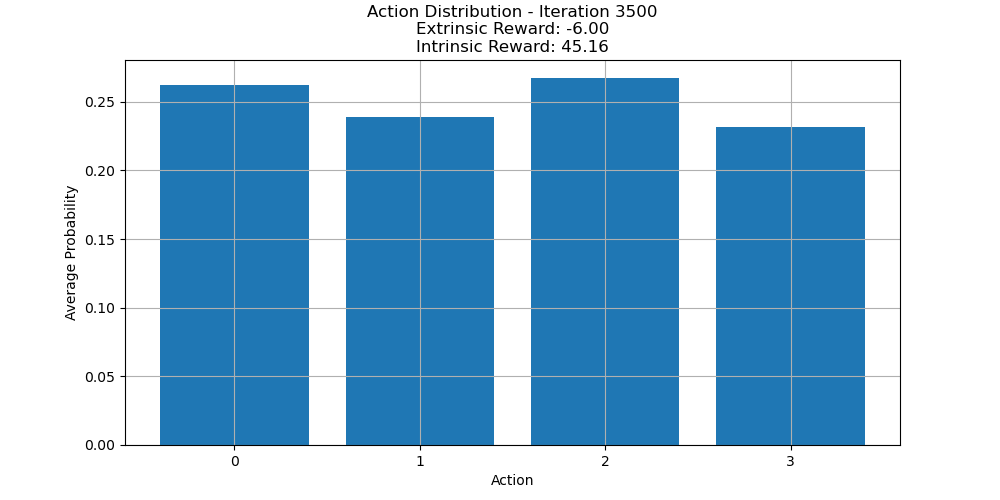 Action Distribution - Iteration 3500
Extrinsic Reward: -6.00
Intrinsic Reward: 45.16
Average Probability
0.25
0.20
0.15
0.10
0.05
0.00
0 1 2 3
Action